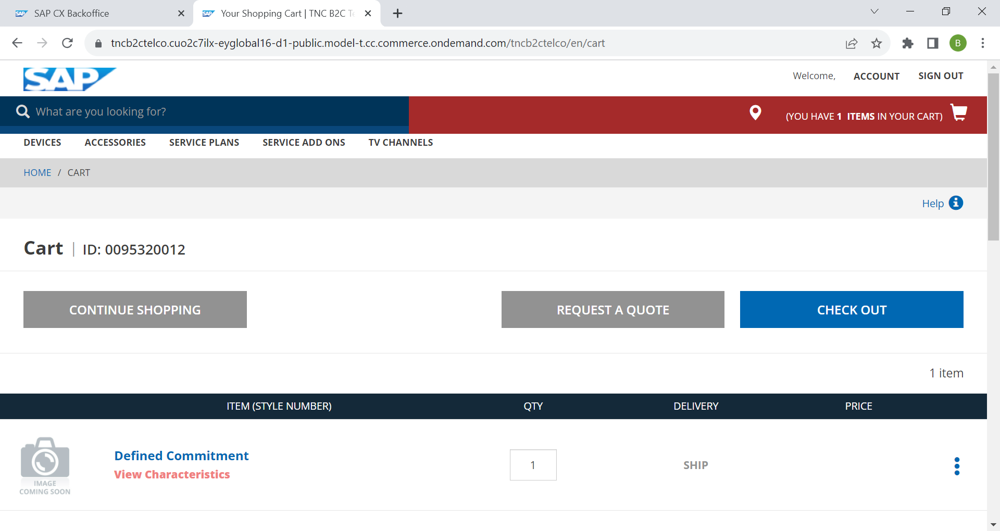 SAP CX Backoffice
Your Shopping Cart | TNC B2C Te
tncb2ctelco.cuo2c7ilx-eyglobal16-d1-public.model-t.cc.commerce.ondemand.com/tncb2ctelco/en/cart
B
SAP
Welcome, ACCOUNT SIGN OUT
What are you looking for?
(YOU HAVE 1 ITEMS IN YOUR CART)
DEVICES ACCESSORIES SERVICE PLANS SERVICE ADD ONS TV CHANNELS
HOME / CART
Help
Cart | ID: 0095320012
CONTINUE SHOPPING REQUEST A QUOTE CHECK OUT
1 item
ITEM (STYLE NUMBER) QTY DELIVERY PRICE
Defined Commitment
View Characteristics
1 SHIP
IMAGE
COMING SOON